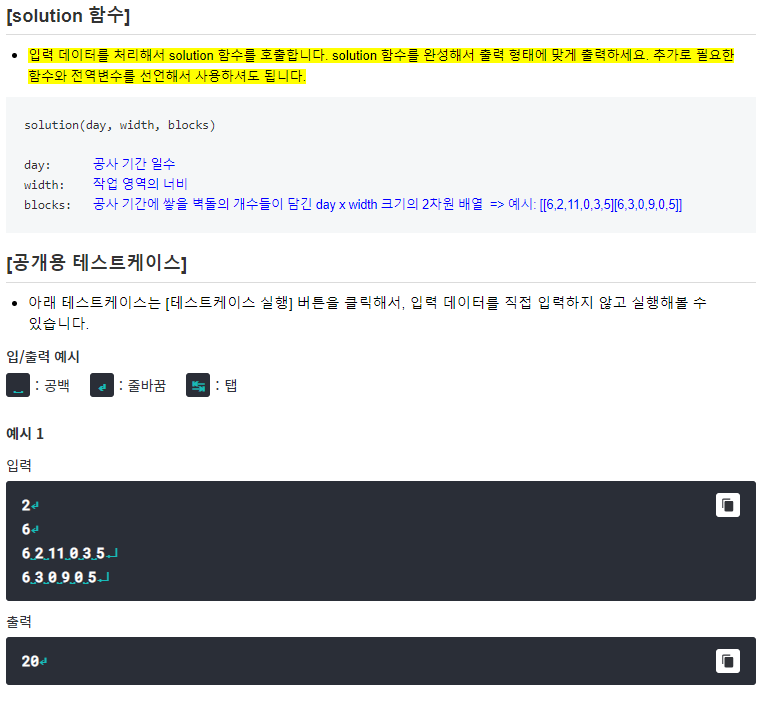 [solution 함수]
입력 데이터를 처리해서 solution 함수를 호출합니다. solution 함수를 완성해서 출력 형태에 맞게 출력하세요. 추가로 필요한
함수와 전역변수를 선언해서 사용하셔도 됩니다.
solution(day, width, blocks)
day: 공사 기간 일수
width: 작업 영역의 너비
blocks: 공사 기간에 쌓을 벽돌의 개수들이 담긴 day x width 크기의 2차원 배열 => 예시: [[6,2,11,0,3,5][6,3,0,9,0,5]]
[공개용 테스트케이스]
아래 테스트케이스는 [테스트케이스 실행] 버튼을 클릭해서, 입력 데이터를 직접 입력하지 않고 실행해볼 수
있습니다.
입/출력 예시
: 공백 : 줄바꿈 : 탭
예시 1
입력
2
6
6 2 11 0 3 5
6 3 0 9 0 5
출력
20